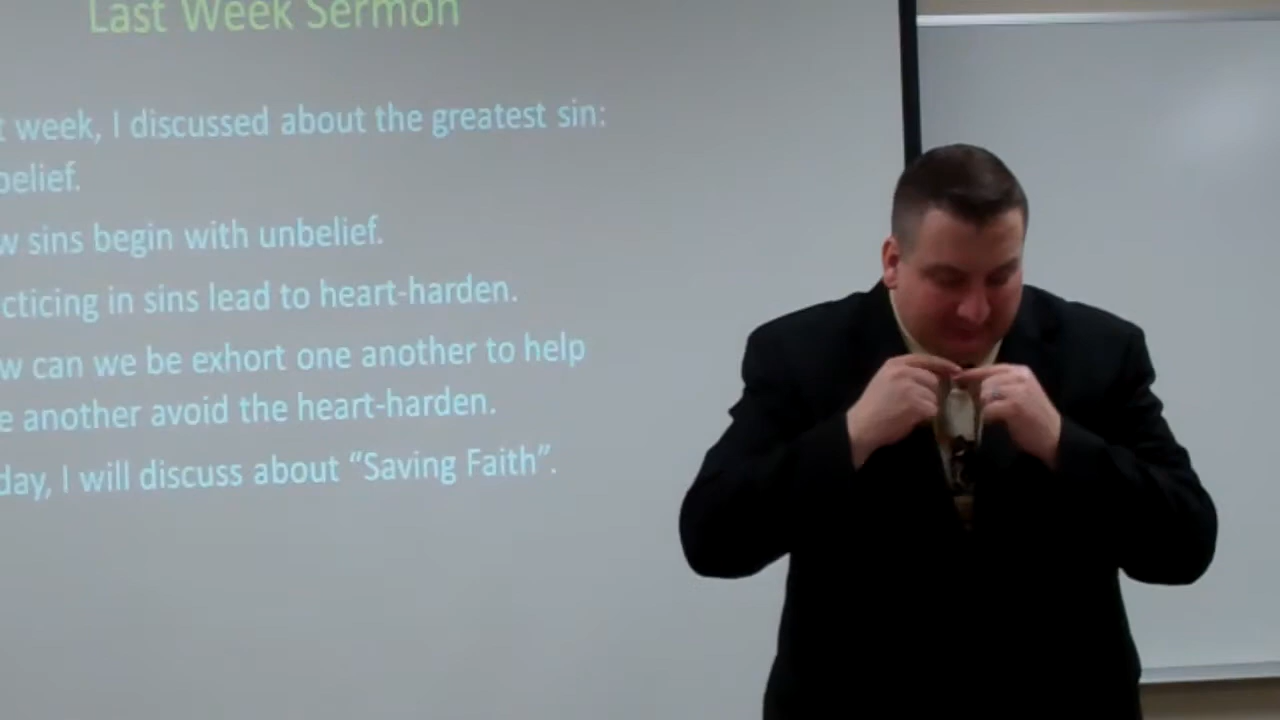 Last Week Sermon
t week, I discussed about the greatest sin:
belief.
w sins begin with unbelief.
cticing in sins lead to heart-harden.
w can we be exhort one another to help
e another avoid the heart-harden.
day, I will discuss about “Saving Faith”.